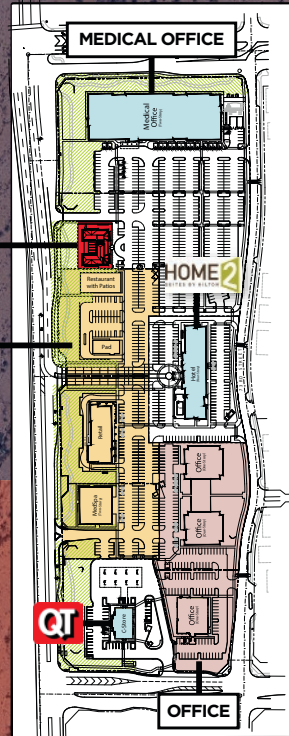 MEDICAL OFFICE
Medical
Office
Restaurant
with Patios
HOME2
SUITES BY HILTON
Pad
Hotel
Retail
Office
Office
MedSpa
QT
C-Store
Office
OFFICE